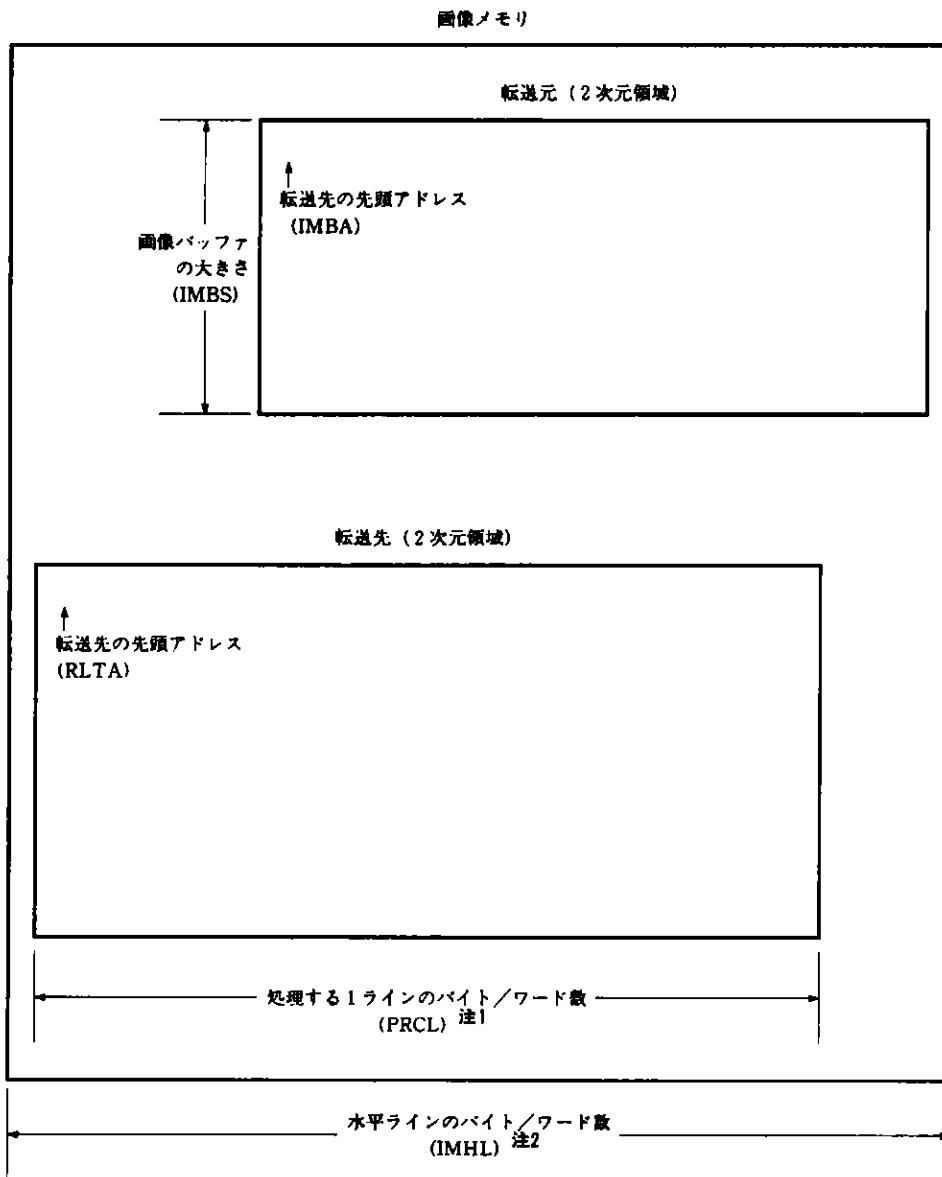 画像メモリ
転送元（2次元領域）
転送先の先頭アドレス
(IMBA)
画像バッファ
の大きさ
(IMBS)
転送先（2次元領域）
転送先の先頭アドレス
(RLTA)
処理する1ラインのバイト／ワード数
(PRCL) 注1
水平ラインのバイト／ワード数
(IMHL) 注2